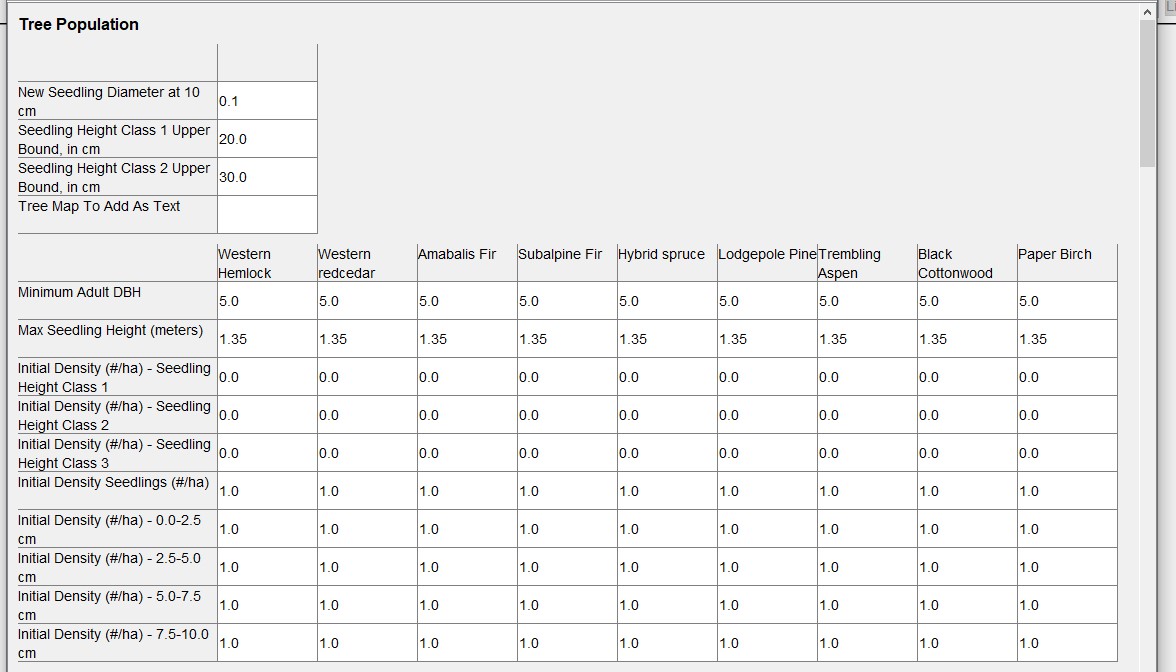 Tree Population
New Seedling Diameter at 10
cm
0.1
Seedling Height Class 1 Upper
Bound, in cm
20.0
Seedling Height Class 2 Upper
Bound, in cm
30.0
Tree Map To Add As Text
Western
Hemlock
Western
redcedar
Amabalis Fir
Subalpine Fir
Hybrid spruce
Lodgepole Pine
Trembling
Aspen
Black
Cottonwood
Paper Birch
Minimum Adult DBH
5.0 5.0 5.0 5.0 5.0 5.0 5.0 5.0 5.0
Max Seedling Height (meters)
1.35 1.35 1.35 1.35 1.35 1.35 1.35 1.35 1.35
Initial Density (#/ha) - Seedling
Height Class 1
0.0 0.0 0.0 0.0 0.0 0.0 0.0 0.0 0.0
Initial Density (#/ha) - Seedling
Height Class 2
0.0 0.0 0.0 0.0 0.0 0.0 0.0 0.0 0.0
Initial Density (#/ha) - Seedling
Height Class 3
0.0 0.0 0.0 0.0 0.0 0.0 0.0 0.0 0.0
Initial Density Seedlings (#/ha)
1.0 1.0 1.0 1.0 1.0 1.0 1.0 1.0 1.0
Initial Density (#/ha) - 0.0-2.5
cm
1.0 1.0 1.0 1.0 1.0 1.0 1.0 1.0 1.0
Initial Density (#/ha) - 2.5-5.0
cm
1.0 1.0 1.0 1.0 1.0 1.0 1.0 1.0 1.0
Initial Density (#/ha) - 5.0-7.5
cm
1.0 1.0 1.0 1.0 1.0 1.0 1.0 1.0 1.0
Initial Density (#/ha) - 7.5-10.0
cm
1.0 1.0 1.0 1.0 1.0 1.0 1.0 1.0 1.0